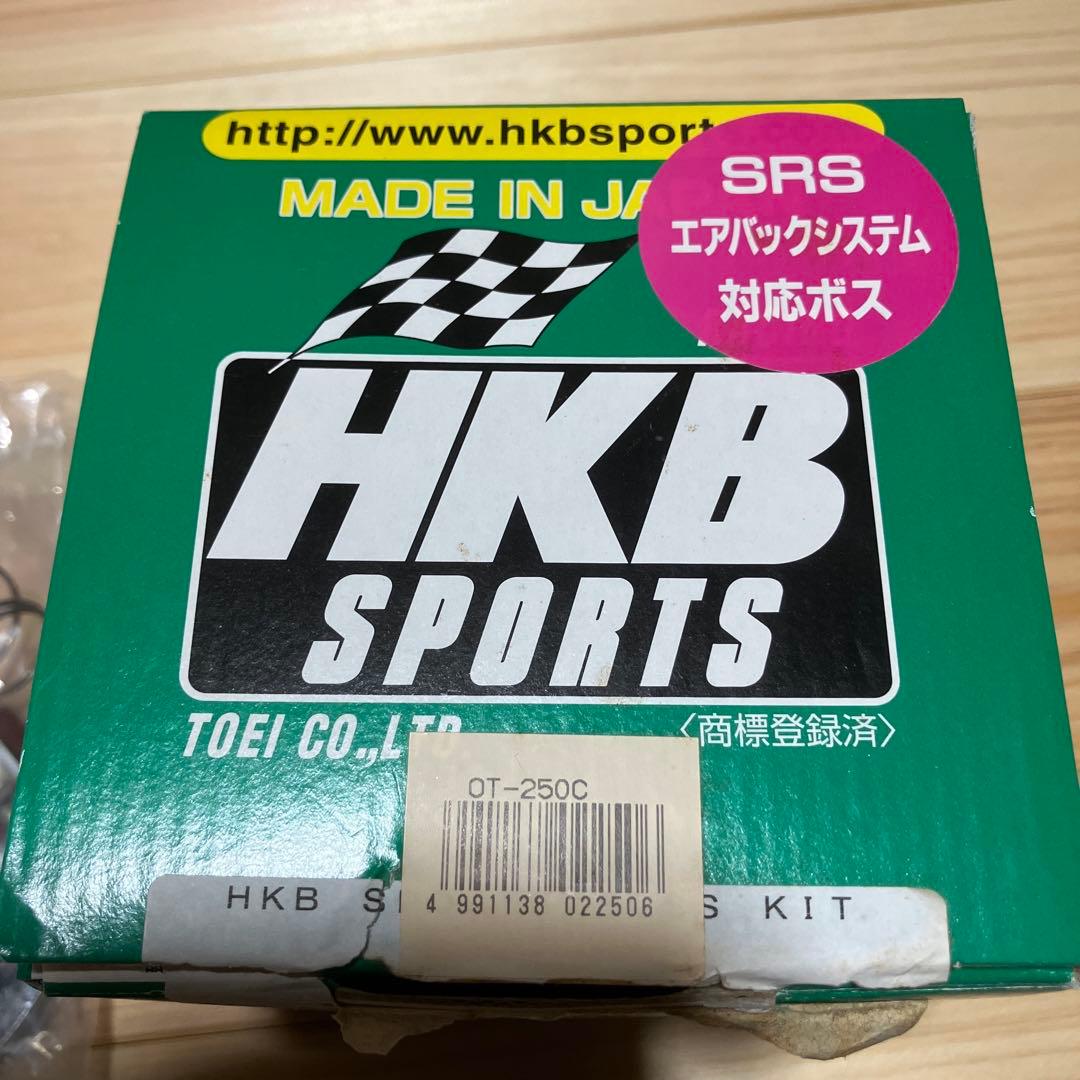 http://www.hkbsport
MADE IN JA
SRS
エアバックシステム
対応ボス
HKB
SPORTS
TOEI CO.,LTD
〈商標登録済〉
OT-250C
HKB S S KIT
4 991138 022506